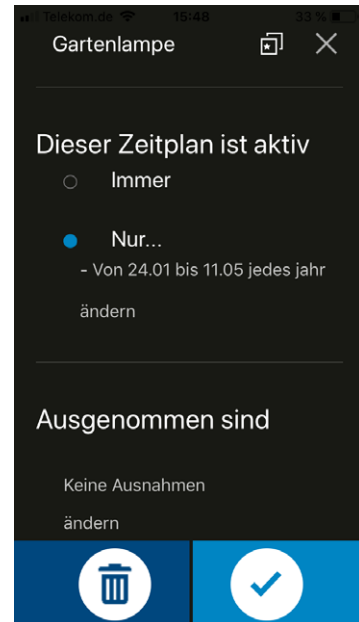 Telekom.de 15:48 33 %
Gartenlampe
Dieser Zeitplan ist aktiv
Immer
Nur...
- Von 24.01 bis 11.05 jedes jahr
ändern
Ausgenommen sind
Keine Ausnahmen
ändern